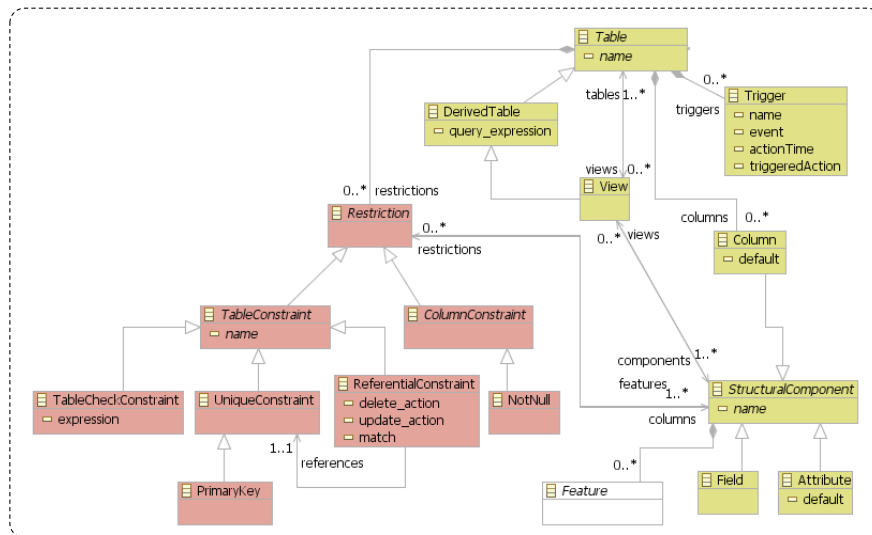 Table
name
0..*
Trigger
triggers
name
event
actionTime
triggeredAction
tables
1..*
DerivedTable
query_expression
views
0..*
View
0..*
restrictions
Restriction
0..*
restrictions
0..*
views
columns
0..*
Column
default
TableConstraint
name
ColumnConstraint
components
1..*
features
1..*
columns
StructuralComponent
name
TableCheckConstraint
expression
UniqueConstraint
ReferentialConstraint
delete_action
update_action
match
NotNull
1..1
references
PrimaryKey
0..*
Feature
Field
Attribute
default